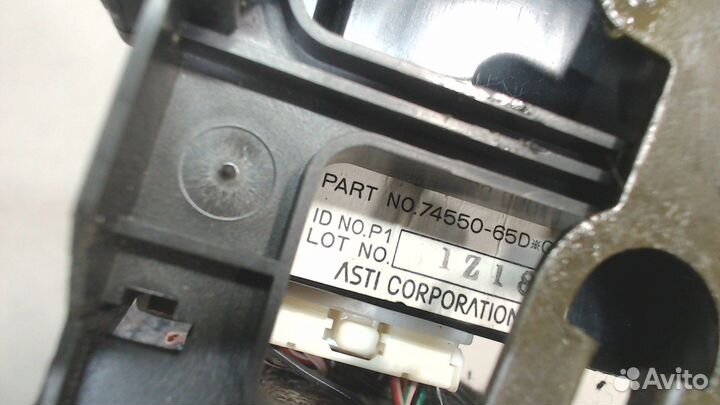 PART NO.74550-65D*
ID NO.P1
LOT NO. 1Z18
ASTI CORPORATION
Avito